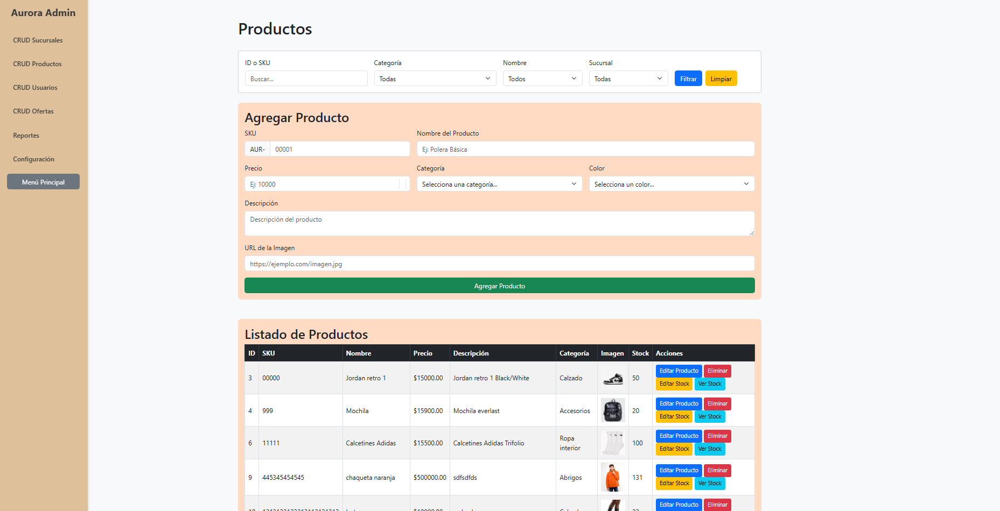 Aurora Admin
CRUD Sucursales
CRUD Productos
CRUD Usuarios
CRUD Ofertas
Reportes
Configuración
Menú Principal
Productos
ID o SKU Categoría Nombre Sucursal
Buscar... Todas Todos Todas Filtrar Limpiar
Agregar Producto
SKU Nombre del Producto
AUR- 00001 Ej: Polera Básica
Precio Categoría Color
Ej: 10000 Selecciona una categoría... Selecciona un color...
Descripción
Descripción del producto
URL de la Imagen
https://ejemplo.com/imagen.jpg
Agregar Producto
Listado de Productos
ID SKU Nombre Precio Descripción Categoría Imagen Stock Acciones
3 00000 Jordan retro 1 $15000.00 Jordan retro 1 Black/White Calzado 50 Editar Producto Eliminar
Editar Stock Ver Stock
4 999 Mochila $15900.00 Mochila everlast Accesorios 20 Editar Producto Eliminar
Editar Stock Ver Stock
6 11111 Calcetines Adidas $15500.00 Calcetines Adidas Trifolio Ropa interior 100 Editar Producto Eliminar
Editar Stock Ver Stock
9 445345454545 chaqueta naranja $500000.00 sdfsdfds Abrigos 131 Editar Producto Eliminar
Editar Stock Ver Stock
Editar Producto Eliminar